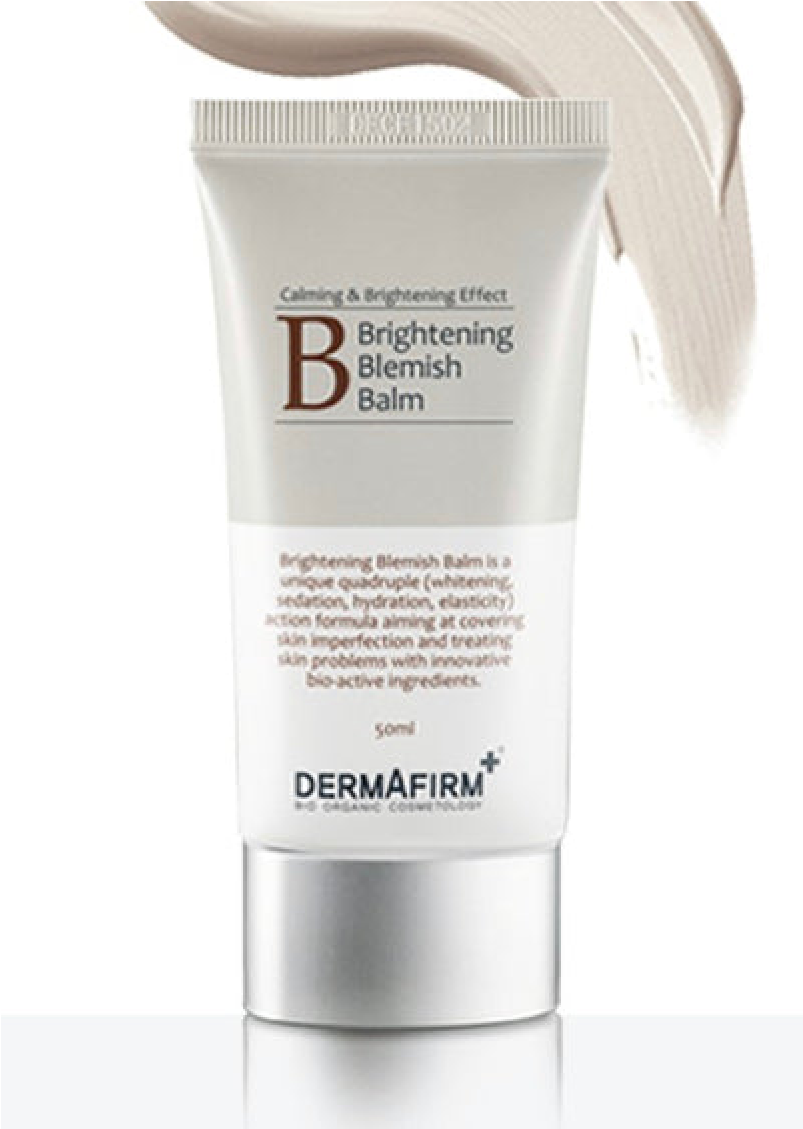 Calming & Brightening Effect
B Brightening
Blemish
Balm
Brightening Blemish Balm is a
unique quadruple (whitening,
sedation, hydration, elasticity)
action formula aiming at covering
skin imperfection and treating
skin problems with innovative
bio-active ingredients.
50ml
DERMAFIRM+
BIO ORGANIC COSMETOLOGY